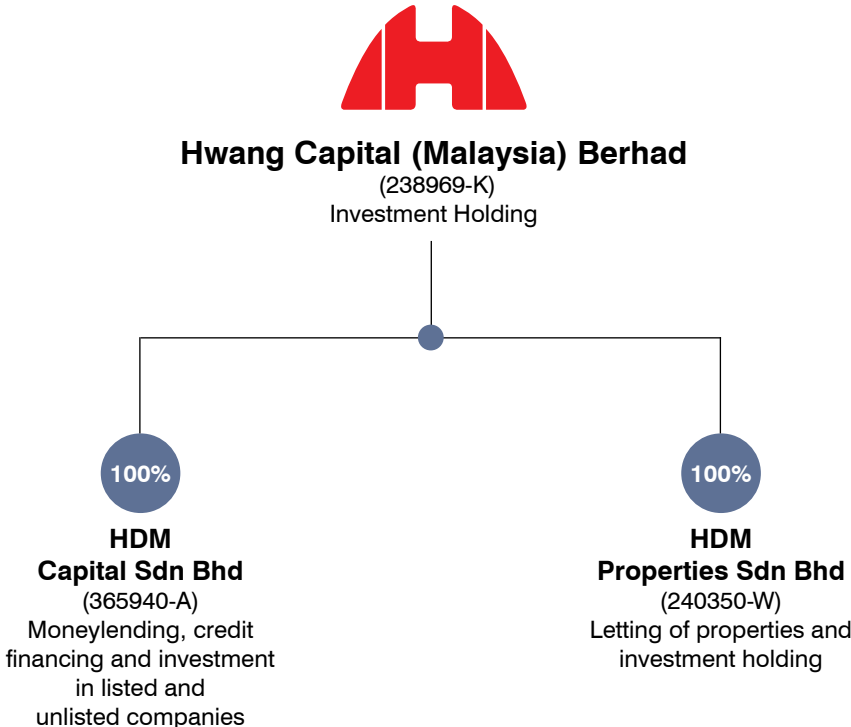 Hwang Capital (Malaysia) Berhad
(238969-K)
Investment Holding
100%
HDM
Capital Sdn Bhd
(365940-A)
Moneylending, credit
financing and investment
in listed and
unlisted companies
100%
HDM
Properties Sdn Bhd
(240350-W)
Letting of properties and
investment holding